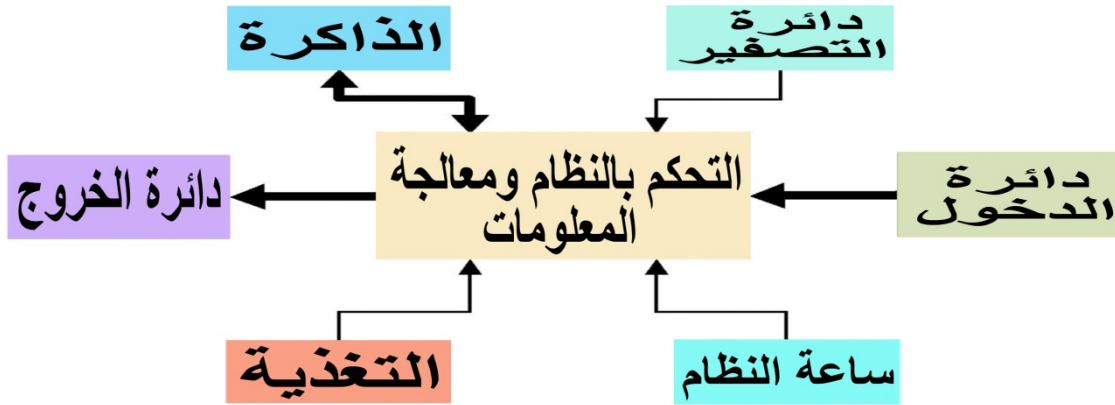 دائرة
التصفير
الذاكرة
دائرة
الدخول
التحكم بالنظام ومعالجة
المعلومات
دائرة الخروج
ساعة النظام
التغذية